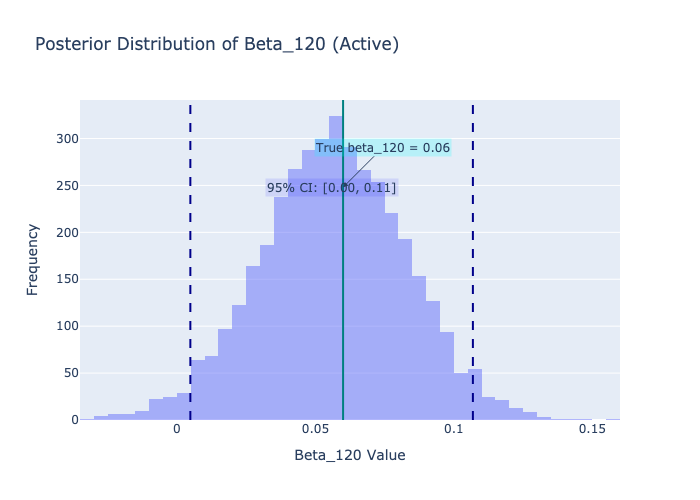 Posterior Distribution of Beta_120 (Active)
300
250
200
150
100
50
0
Frequency
True beta_120 = 0.06
95% CI: [0.00, 0.11]
0
0.05
0.1
0.15
Beta_120 Value